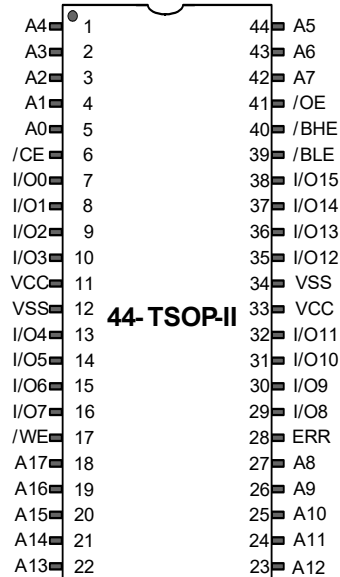 A4 1 44 A5
A3 2 43 A6
A2 3 42 A7
A1 4 41 /OE
A0 5 40 /BHE
/CE 6 39 /BLE
I/O0 7 38 I/O15
I/O1 8 37 I/O14
I/O2 9 36 I/O13
I/O3 10 35 I/O12
VCC 11 34 VSS
VSS 12 33 VCC
44-TSOP-II
I/O4 13 32 I/O11
I/O5 14 31 I/O10
I/O6 15 30 I/O9
I/O7 16 29 I/O8
/WE 17 28 ERR
A17 18 27 A8
A16 19 26 A9
A15 20 25 A10
A14 21 24 A11
A13 22 23 A12